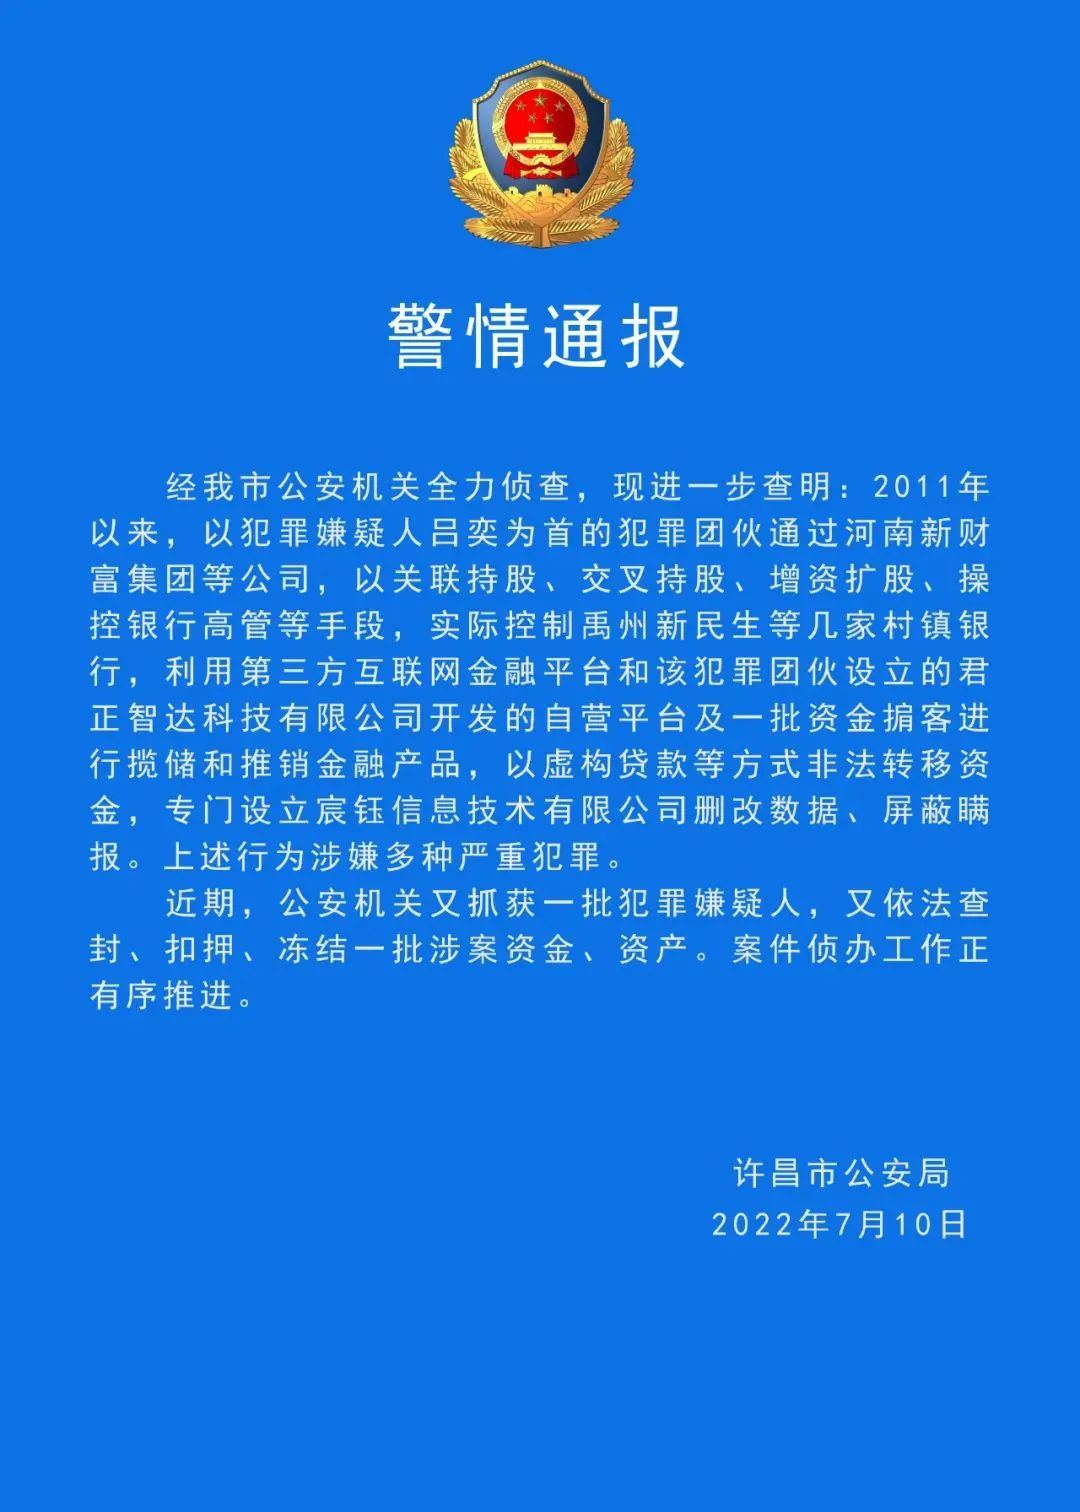 警情通报
经我市公安机关全力侦查，现进一步查明：2011年
以来，以犯罪嫌疑人吕奕为首的犯罪团伙通过河南新财
富集团等公司，以关联持股、交叉持股、增资扩股、操
控银行高管等手段，实际控制禹州新民生等几家村镇银
行，利用第三方互联网金融平台和该犯罪团伙设立的君
正智达科技有限公司开发的自营平台及一批资金掮客进
行揽储和推销金融产品，以虚构贷款等方式非法转移资
金，专门设立宸钰信息技术有限公司删改数据、屏蔽瞒
报。上述行为涉嫌多种严重犯罪。
近期，公安机关又抓获一批犯罪嫌疑人，又依法查
封、扣押、冻结一批涉案资金、资产。案件侦办工作正
有序推进。
许昌市公安局
2022年7月10日